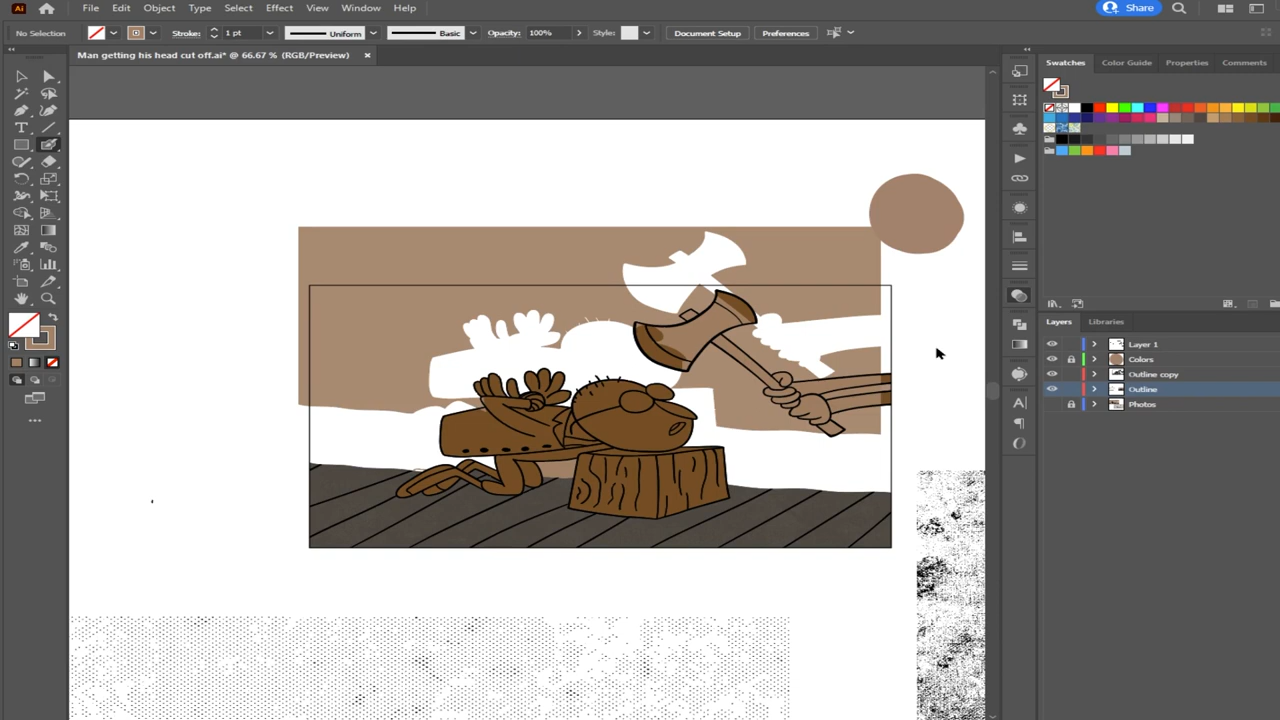 Ai File Edit Object Type Select Effect View Window Help Share
No Selection Stroke: 1 pt Uniform Basic Opacity: 100% Style: Document Setup Preferences
Man getting his head cut off.ai* @ 66.67 % (RGB/Preview)
Swatches Color Guide Properties Comments
Layers Libraries
Layer 1
Colors
Outline copy
Outline
Photos